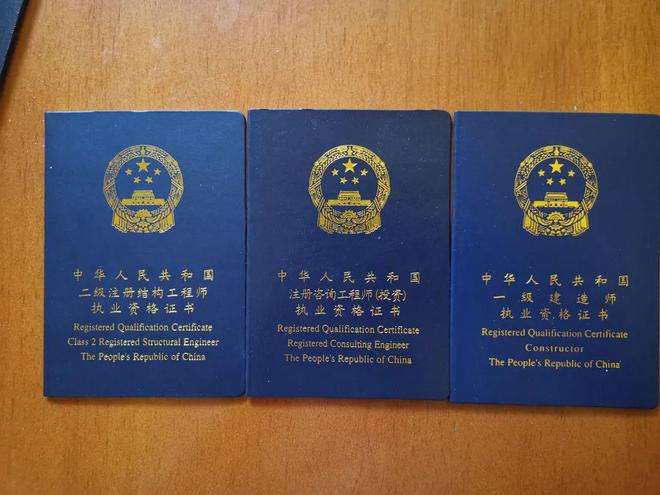 中华人民共和国
二级注册结构工程师
执业资格证书
Registered Qualification Certificate
Class 2 Registered Structural Engineer
The People's Republic of China
中华人民共和国
注册咨询工程师(投资)
执业资格证书
Registered Qualification Certificate
Registered Consulting Engineer
The People's Republic of China
中华人民共和国
一级建造师
执业资格证书
Registered Qualification Certificate
Constructor
The People's Republic of China